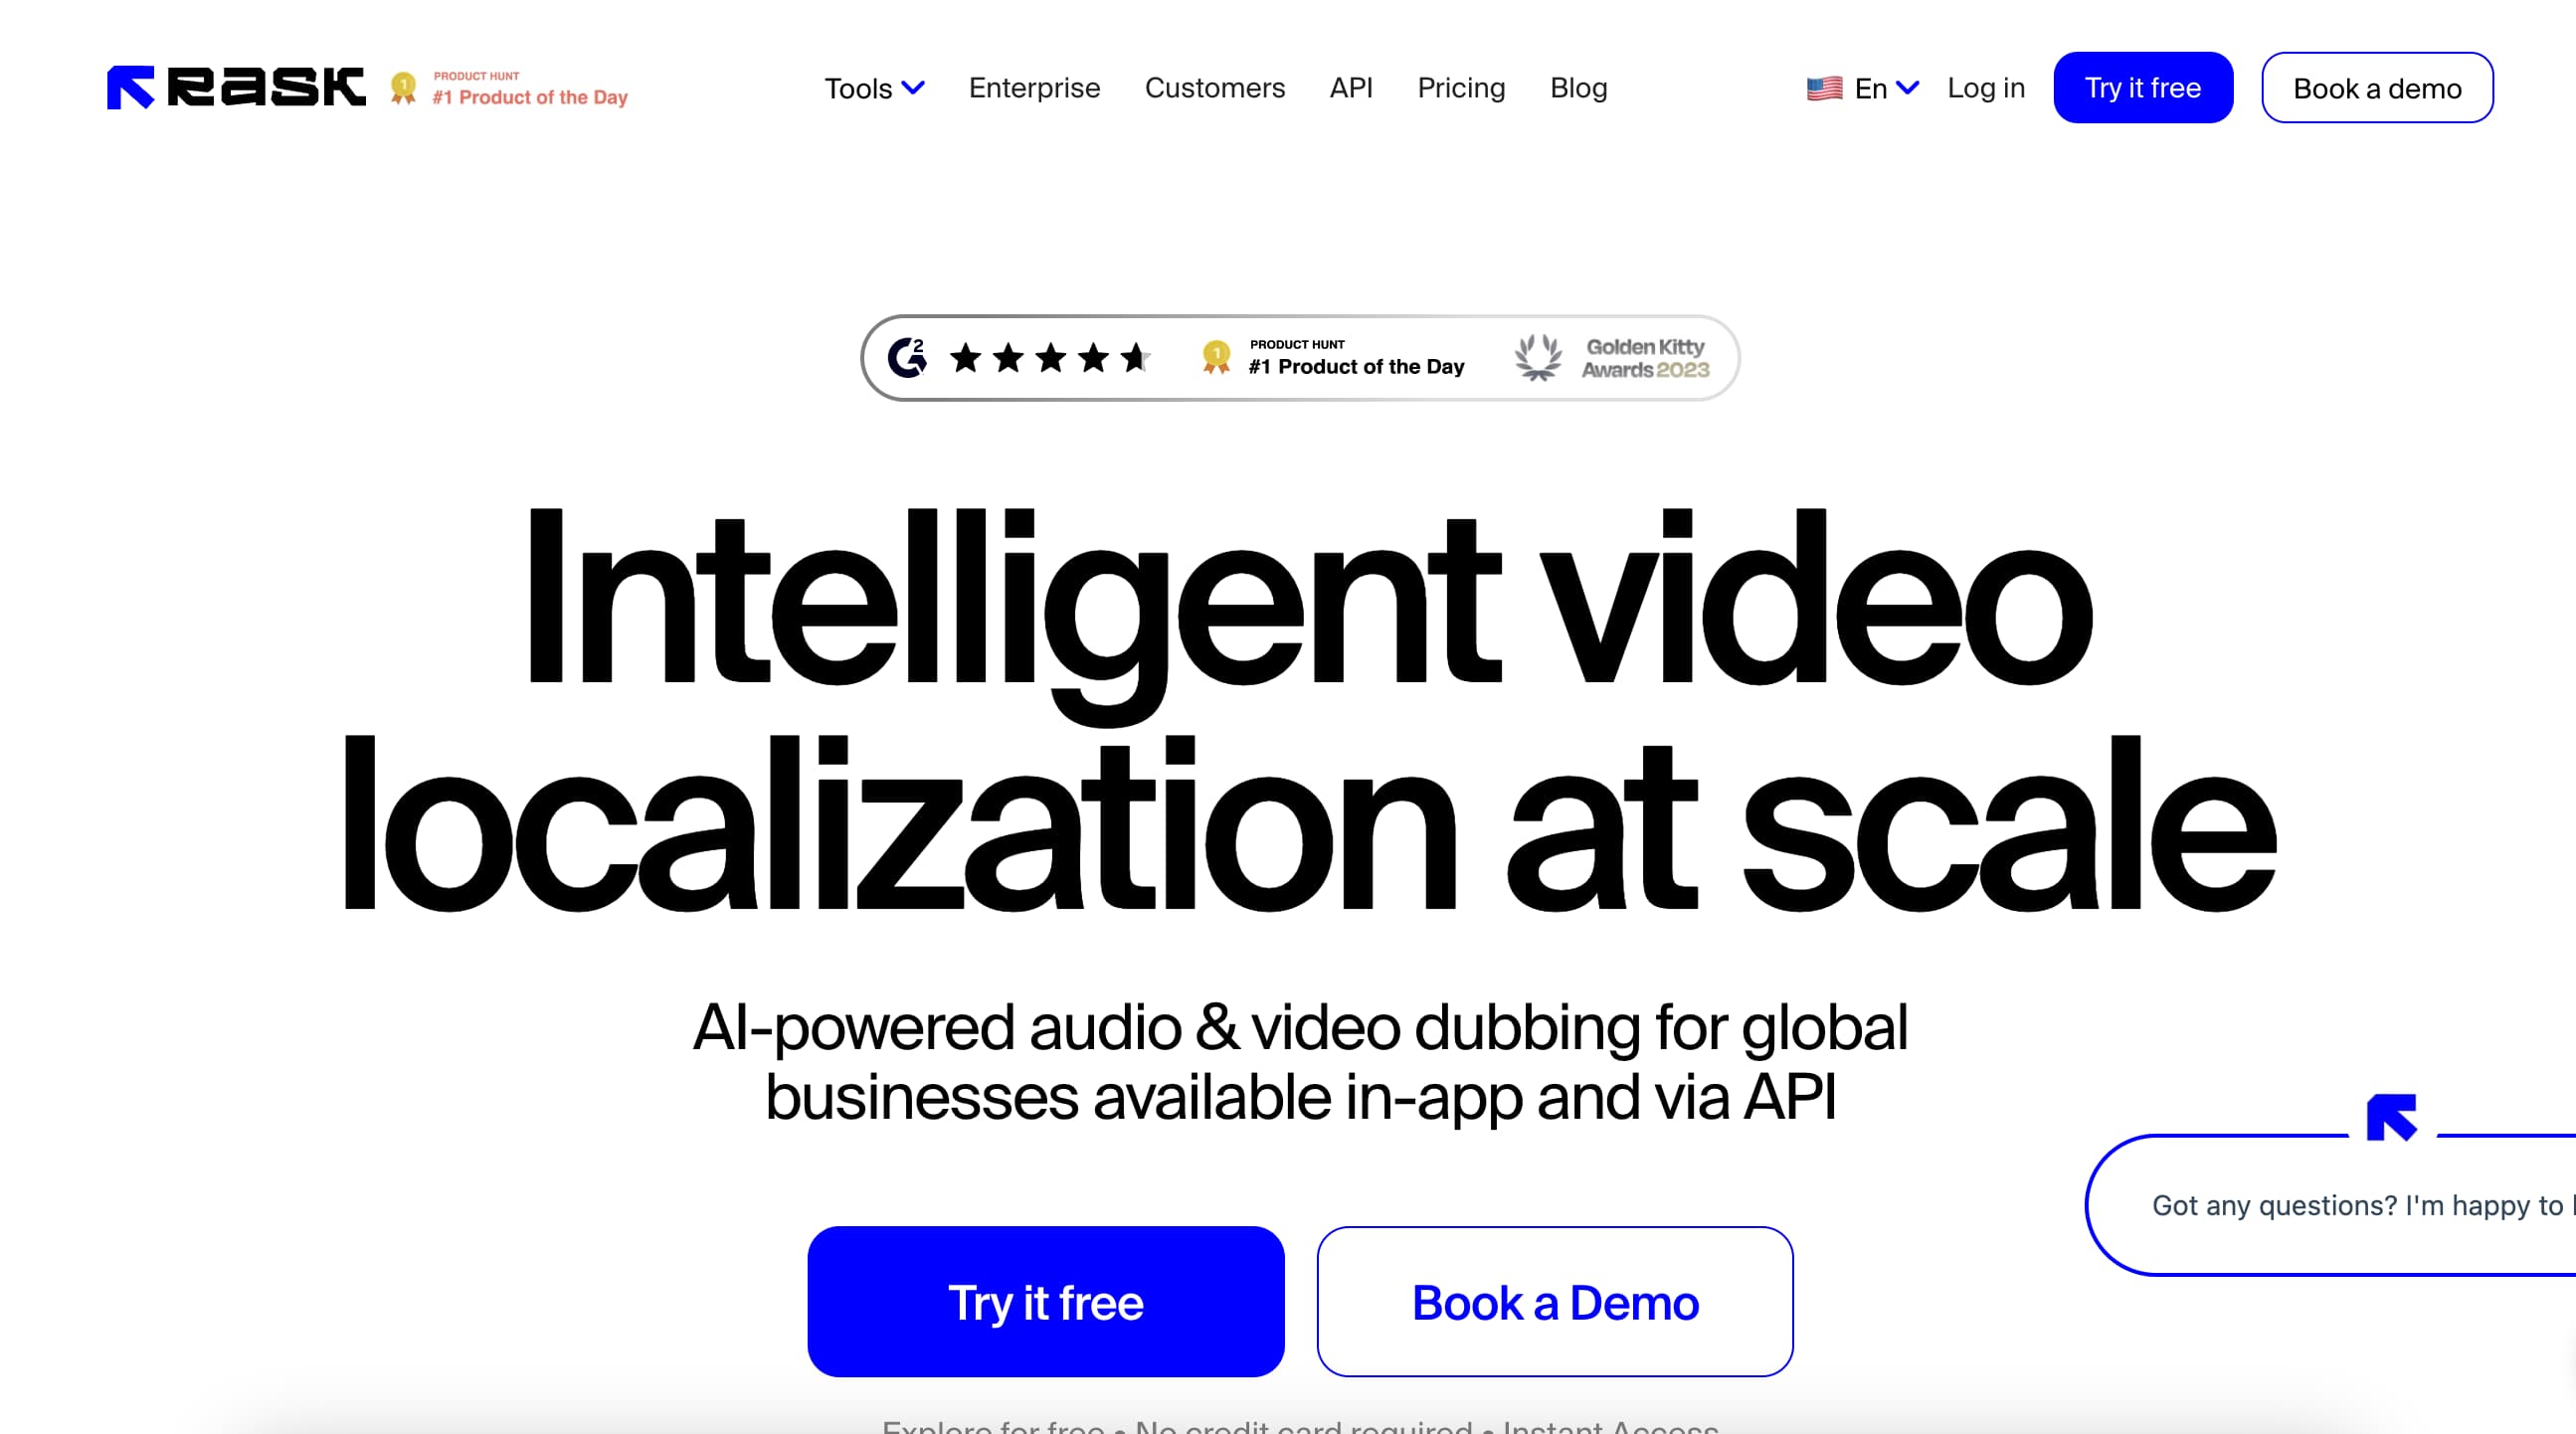 rask
PRODUCT HUNT
#1 Product of the Day
Tools
Enterprise
Customers
API
Pricing
Blog
En
Log in
Try it free
Book a demo
G2
1
PRODUCT HUNT
#1 Product of the Day
Golden Kitty
Awards 2023
Intelligent video
localization at scale
AI-powered audio & video dubbing for global
businesses available in-app and via API
Got any questions? I'm happy to
Try it free
Book a Demo
Explore for free • No credit card required • Instant Access